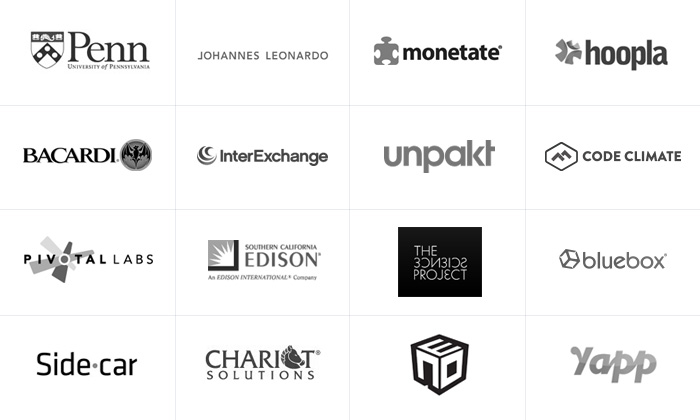 Penn
UNIVERSITY of PENNSYLVANIA
JOHANNES LEONARDO
monetate®
hoopla
BACARDI®
InterExchange
unpakt
CODE CLIMATE
PIVOTAL LABS
SOUTHERN CALIFORNIA
EDISON®
An EDISON INTERNATIONAL® Company
THE
SCIENCE
PROJECT
bluebox®
Side·car
CHARIOT®
SOLUTIONS
Yapp